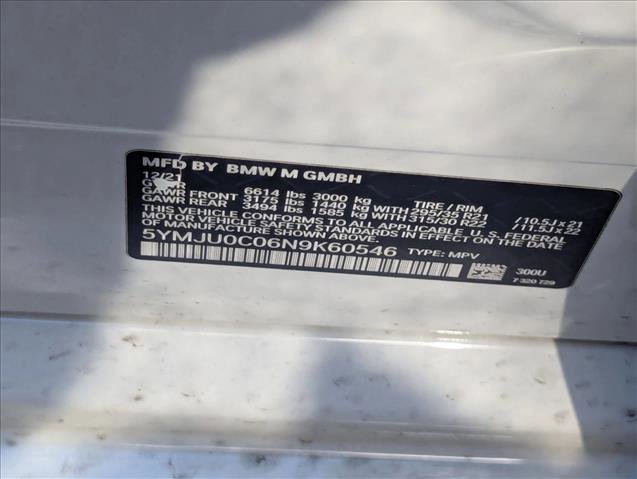 MFD BY BMW M GMBH
12/21
GVWR 6614 lbs 3000 kg TIRE / RIM
GAWR FRONT 3175 lbs 1440 kg WITH 295/35 R21 /10.5J x 21
GAWR REAR 3494 lbs 1585 kg WITH 315/30 R22 /11.5J x 22
THIS VEHICLE CONFORMS TO ALL APPLICABLE U.S. FEDERAL
MOTOR VEHICLE SAFETY STANDARDS IN EFFECT ON THE DATE
OF MANUFACTURE SHOWN ABOVE.
5YMJU0C06N9K60546 TYPE: MPV
300U
7 320 729